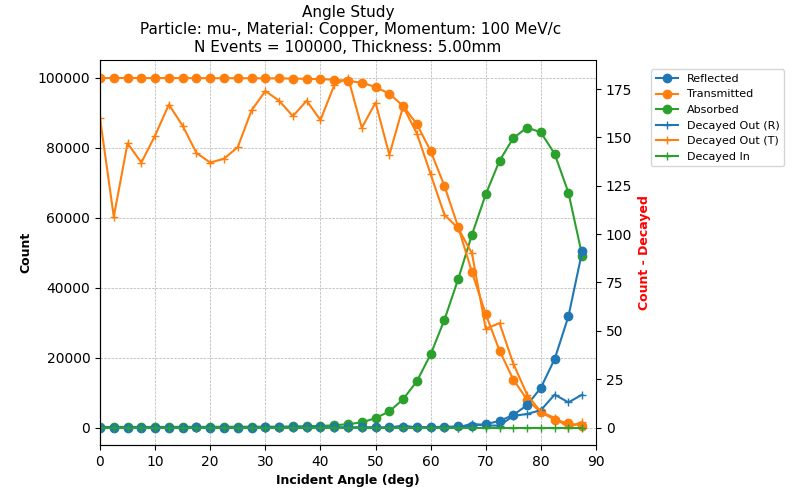 Angle Study
Particle: mu-, Material: Copper, Momentum: 100 MeV/c
N Events = 100000, Thickness: 5.00mm
100000
80000
60000
40000
20000
0
Count
0 10 20 30 40 50 60 70 80 90
Incident Angle (deg)
175
150
125
100
75
50
25
0
Count - Decayed
Reflected
Transmitted
Absorbed
Decayed Out (R)
Decayed Out (T)
Decayed In